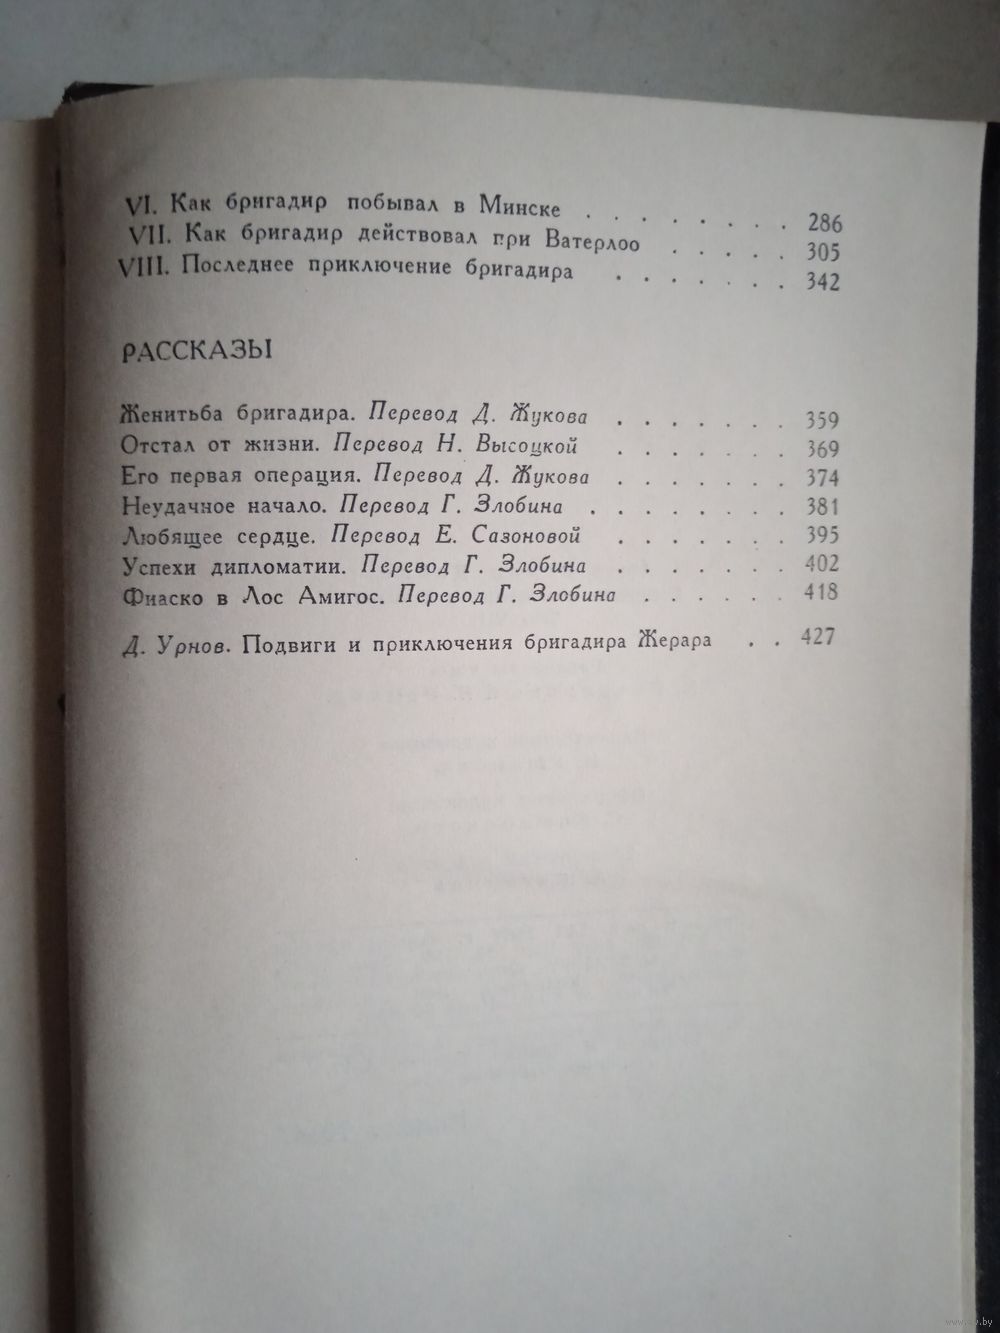 VI. Как бригадир побывал в Минске . . . . . . . . 286
VII. Как бригадир действовал при Ватерлоо . . . . . 305
VIII. Последнее приключение бригадира . . . . . . . 342
РАССКАЗЫ
Женитьба бригадира. Перевод Д. Жукова . . . . . . . 359
Отстал от жизни. Перевод Н. Высоцкой . . . . . . . 369
Его первая операция. Перевод Д. Жукова . . . . . . . 374
Неудачное начало. Перевод Г. Злобина . . . . . . . . 381
Любящее сердце. Перевод Е. Сазоновой . . . . . . . 395
Успехи дипломатии. Перевод Г. Злобина . . . . . . . 402
Фиаско в Лос Амигос. Перевод Г. Злобина . . . . . . 418
Д. Урнов. Подвиги и приключения бригадира Жерара . . 427